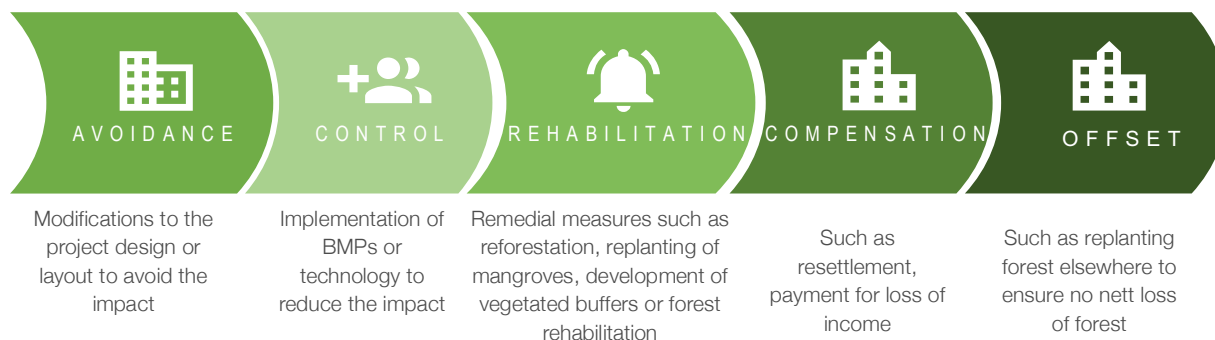 AVOIDANCE
CONTROL
REHABILITATION
COMPENSATION
OFFSET
Modifications to the
project design or
layout to avoid the
impact
Implementation of
BMPs or
technology to
reduce the impact
Remedial measures such as
reforestation, replanting of
mangroves, development of
vegetated buffers or forest
rehabilitation
Such as
resettlement,
payment for loss of
income
Such as replanting
forest elsewhere to
ensure no nett loss
of forest